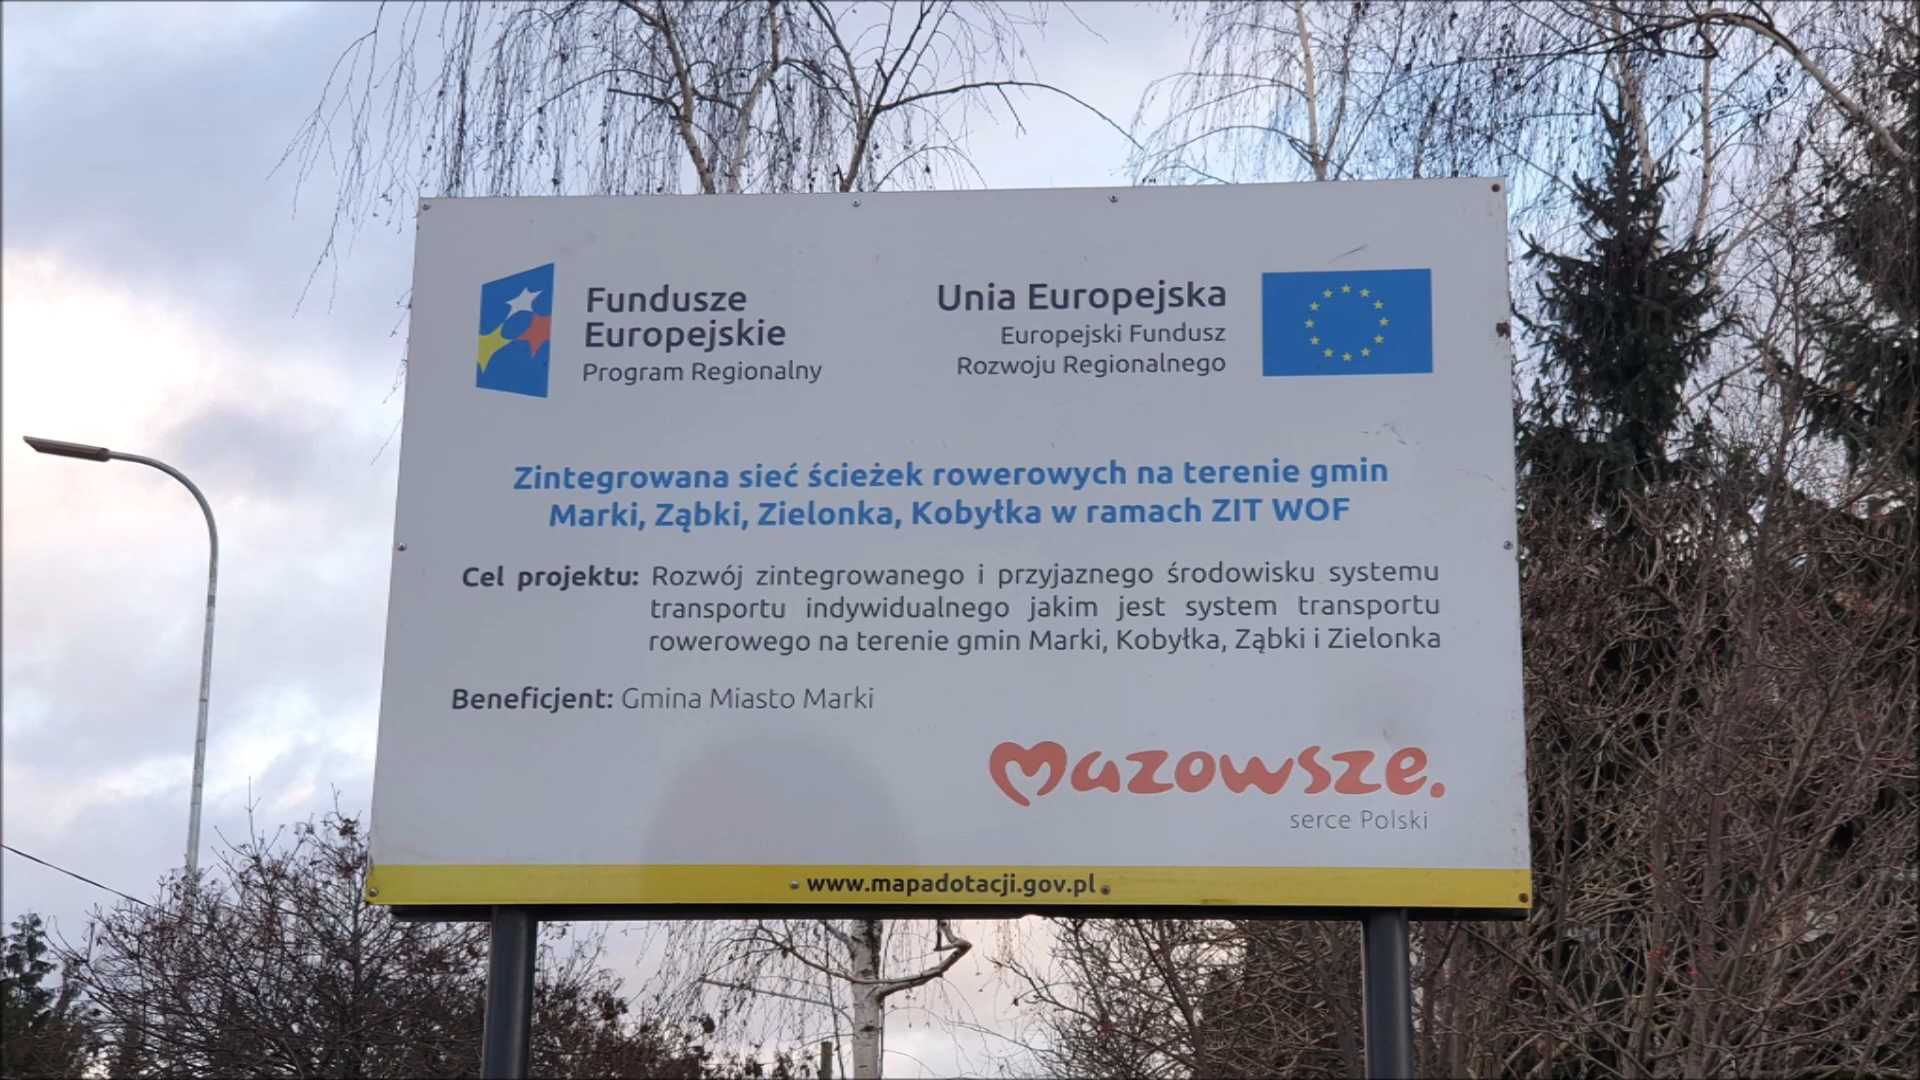 Fundusze
Europejskie
Program Regionalny
Unia Europejska
Europejski Fundusz
Rozwoju Regionalnego
Zintegrowana sieć ścieżek rowerowych na terenie gmin
Marki, Ząbki, Zielonka, Kobyłka w ramach ZIT WOF
Cel projektu: Rozwój zintegrowanego i przyjaznego środowisku systemu
transportu indywidualnego jakim jest system transportu
rowerowego na terenie gmin Marki, Kobyłka, Ząbki i Zielonka
Beneficjent: Gmina Miasto Marki
Mazowsze.
serce Polski
www.mapadotacji.gov.pl